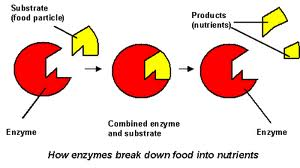 Substrate
(food particle)
Products
(nutrients)
Enzyme
Combined enzyme
and substrate
Enzyme
How enzymes break down food into nutrients